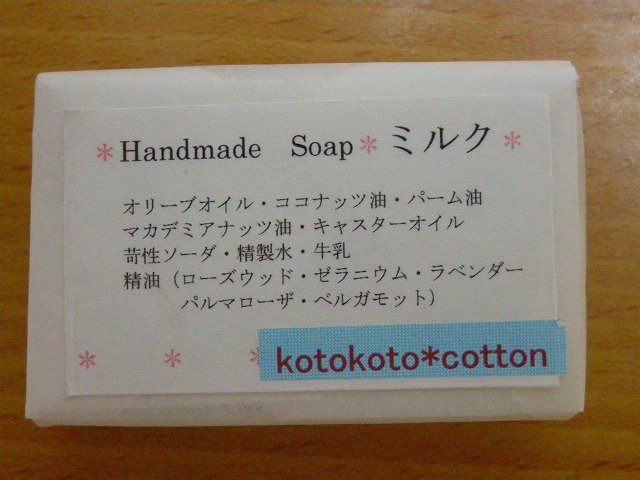 *Handmade Soap*ミルク*
オリーブオイル・ココナッツ油・パーム油
マカデミアナッツ油・キャスターオイル
苛性ソーダ・精製水・牛乳
精油（ローズウッド・ゼラニウム・ラベンダー
パルマローザ・ベルガモット）
* * *
kotokoto*cotton